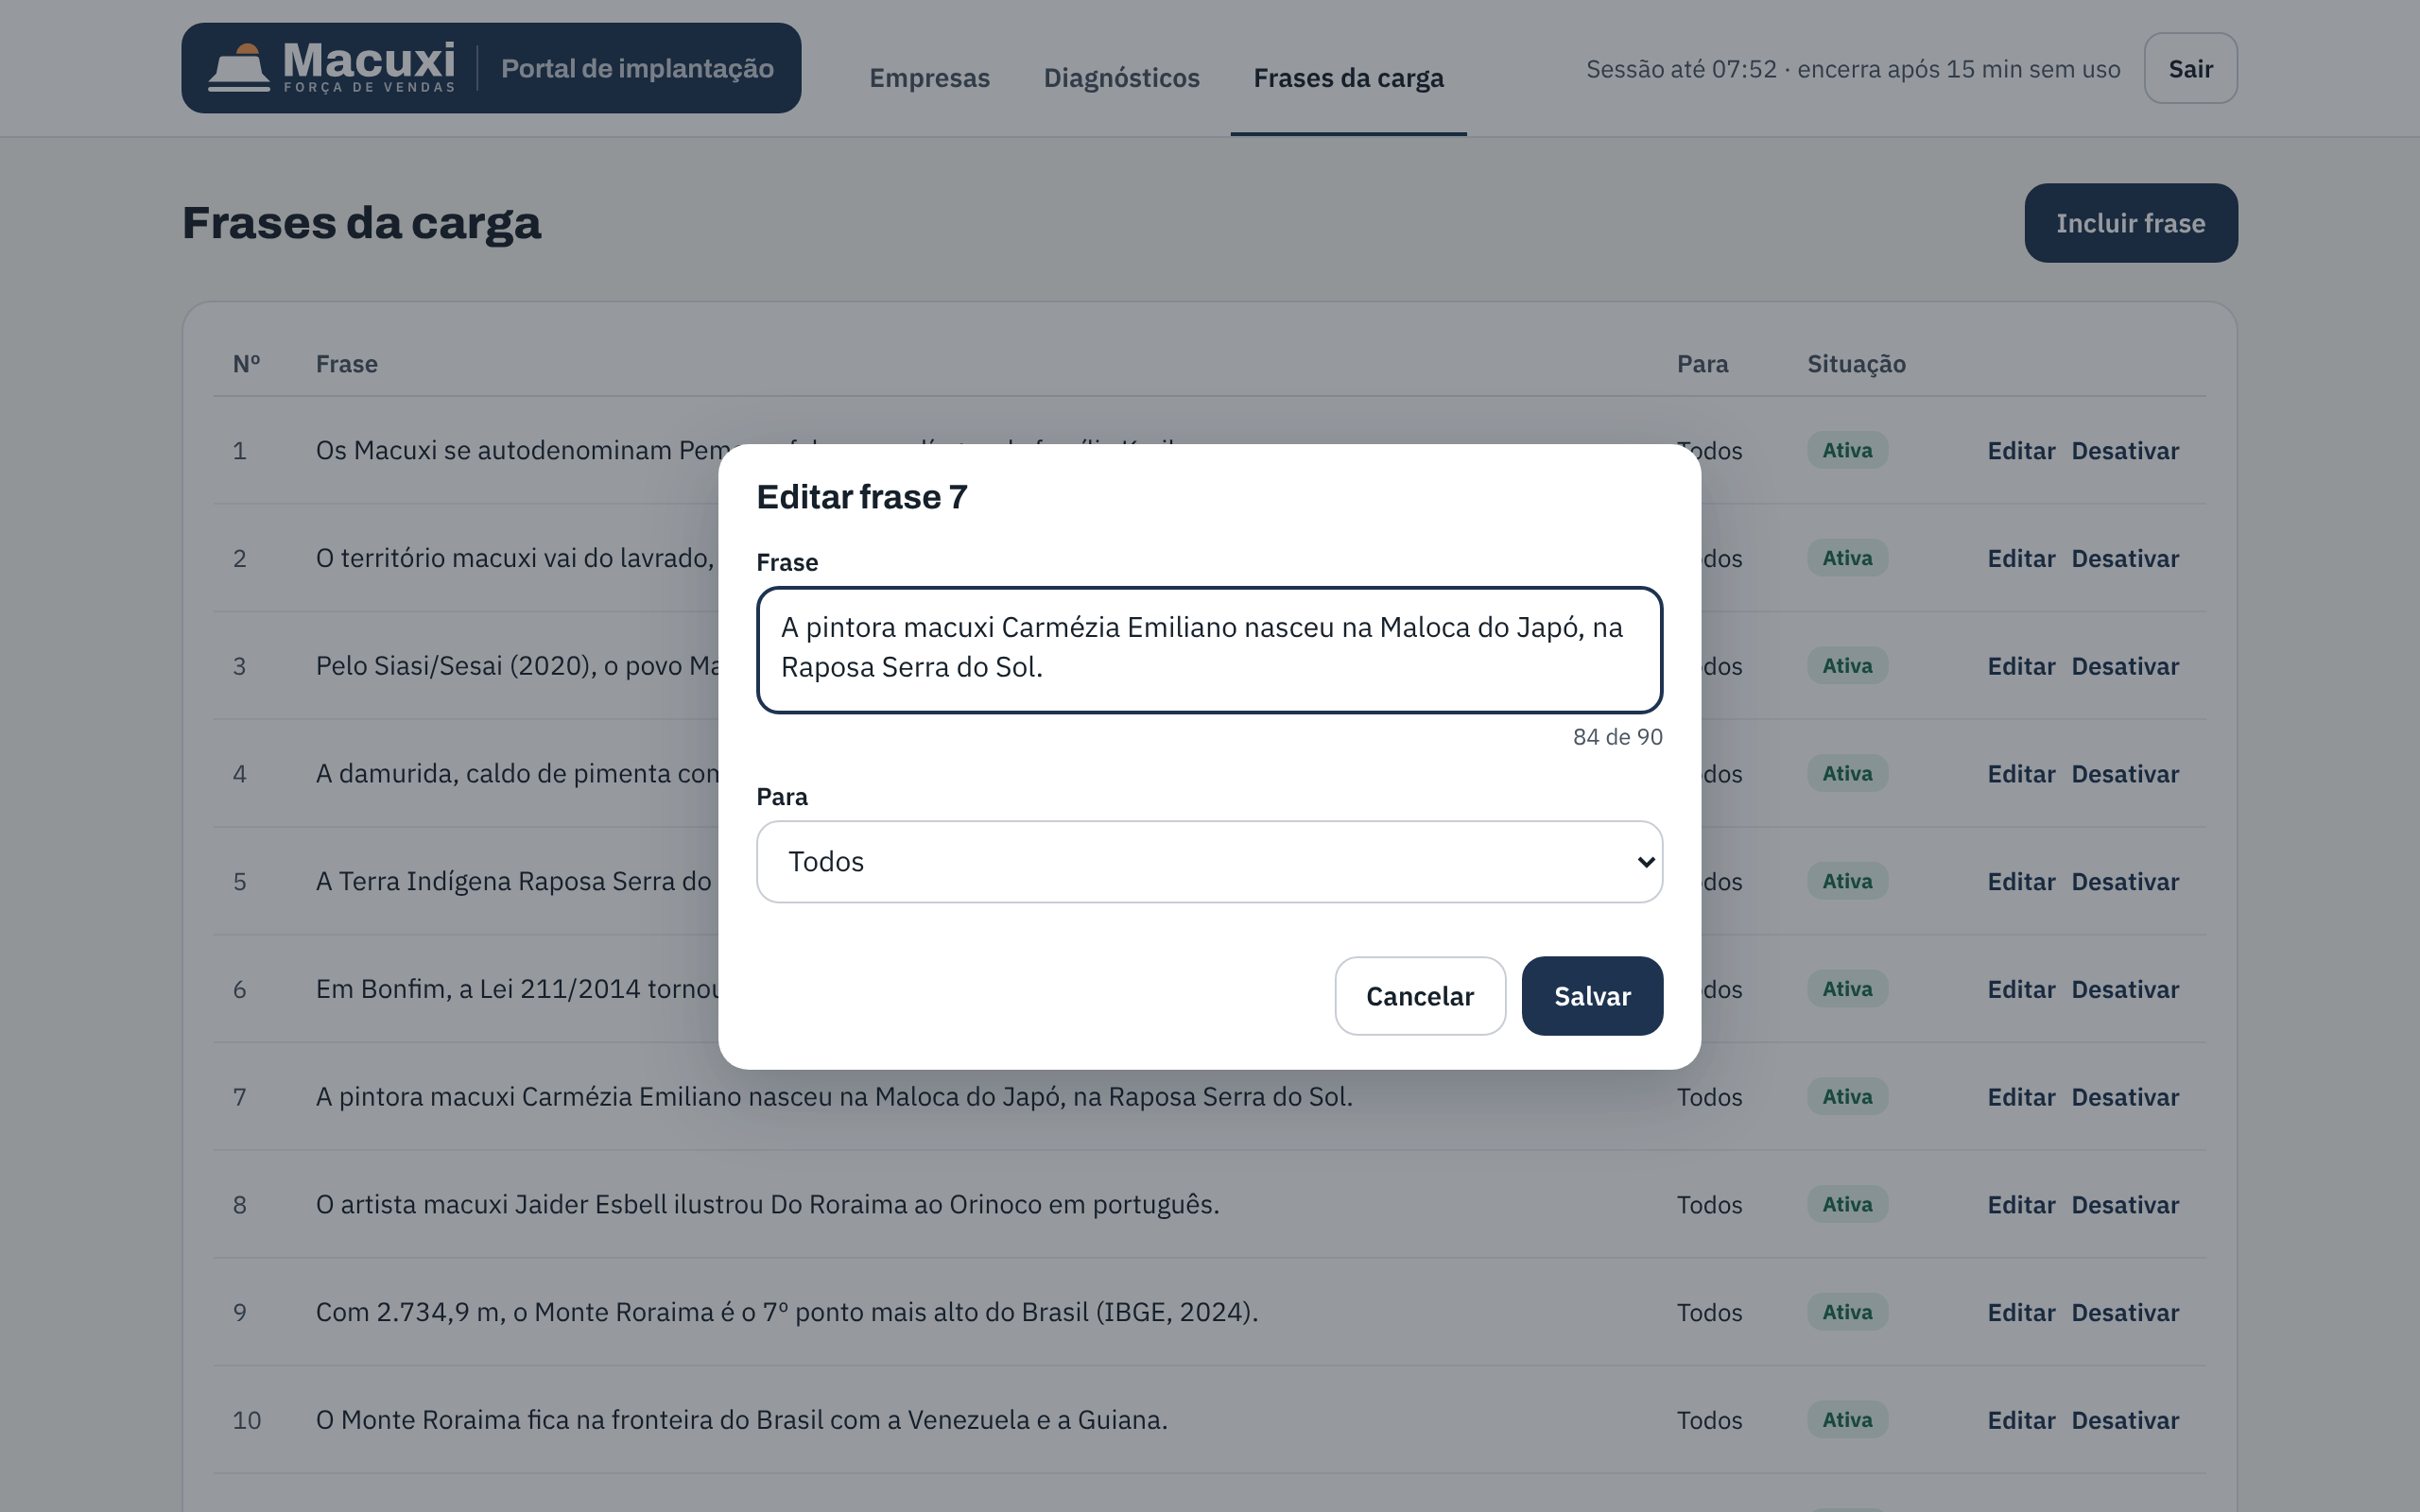 Macuxi
FORÇA DE VENDAS
Portal de implantação
Empresas
Diagnósticos
Frases da carga
Sessão até 07:52 · encerra após 15 min sem uso
Sair
Frases da carga
Incluir frase
Nº Frase Para Situação
1 Os Macuxi se autodenominam Todos Ativa Editar Desativar
2 O território macuxi vai do lavrado, Ativa Editar Desativar
3 Pelo Siasi/Sesai (2020), o povo Ativa Editar Desativar
4 A damurida, caldo de pimenta Ativa Editar Desativar
5 A Terra Indígena Raposa Serra do Ativa Editar Desativar
6 Em Bonfim, a Lei 211/2014 Ativa Editar Desativar
7 A pintora macuxi Carmézia Emiliano nasceu na Maloca do Japó, na Raposa Serra do Sol. Todos Ativa Editar Desativar
8 O artista macuxi Jaider Esbell ilustrou Do Roraima ao Orinoco em português. Todos Ativa Editar Desativar
9 Com 2.734,9 m, o Monte Roraima é o 7º ponto mais alto do Brasil (IBGE, 2024). Todos Ativa Editar Desativar
10 O Monte Roraima fica na fronteira do Brasil com a Venezuela e a Guiana. Todos Ativa Editar Desativar
Editar frase 7
Frase
A pintora macuxi Carmézia Emiliano nasceu na Maloca do Japó, na
Raposa Serra do Sol.
84 de 90
Para
Todos
Cancelar
Salvar